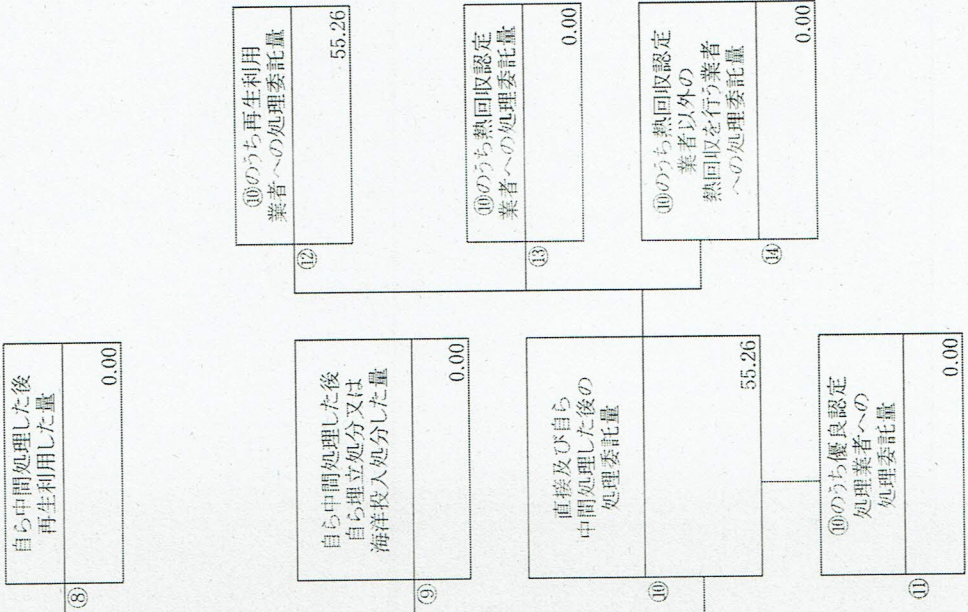 ⑧
自ら中間処理した後
再生利用した量
0.00
⑨
自ら中間処理した後
自ら埋立処分又は
海洋投入処分した量
0.00
⑩
直接及び自ら
中間処理した後の
処理委託量
55.26
⑪
⑩のうち優良認定
処理業者への
処理委託量
0.00
⑫
⑩のうち再生利用
業者への処理委託量
55.26
⑬
⑩のうち熱回収認定
業者への処理委託量
0.00
⑭
⑩のうち熱回収認定
業者以外の
熱回収を行う業者
への処理委託量
0.00